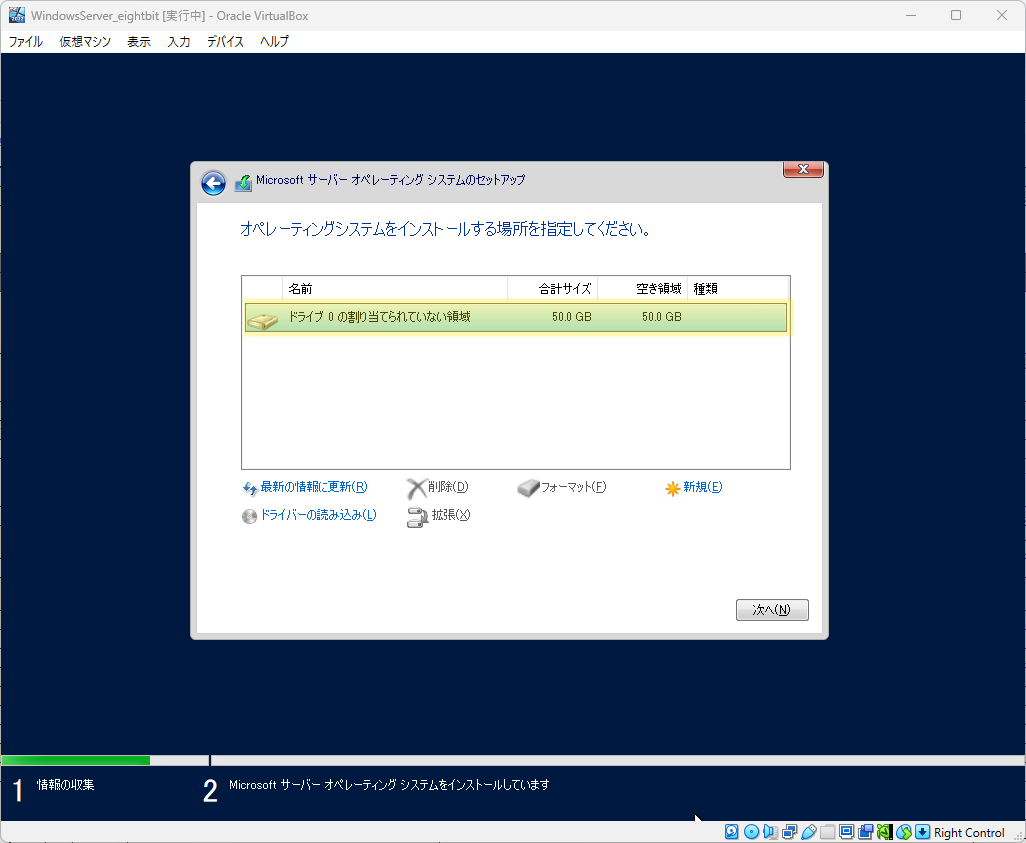 WindowsServer_eightbit [実行中] - Oracle VirtualBox
ファイル 仮想マシン 表示 入力 デバイス ヘルプ
Microsoft サーバー オペレーティング システムのセットアップ
オペレーティングシステムをインストールする場所を指定してください。
名前 合計サイズ 空き領域 種類
ドライブ 0 の割り当てられていない領域 50.0 GB 50.0 GB
最新の情報に更新(R) 削除(D) フォーマット(F) 新規(E)
ドライバーの読み込み(L) 拡張(X)
次へ(N)
1 情報の収集 2 Microsoft サーバー オペレーティング システムをインストールしています
Right Control